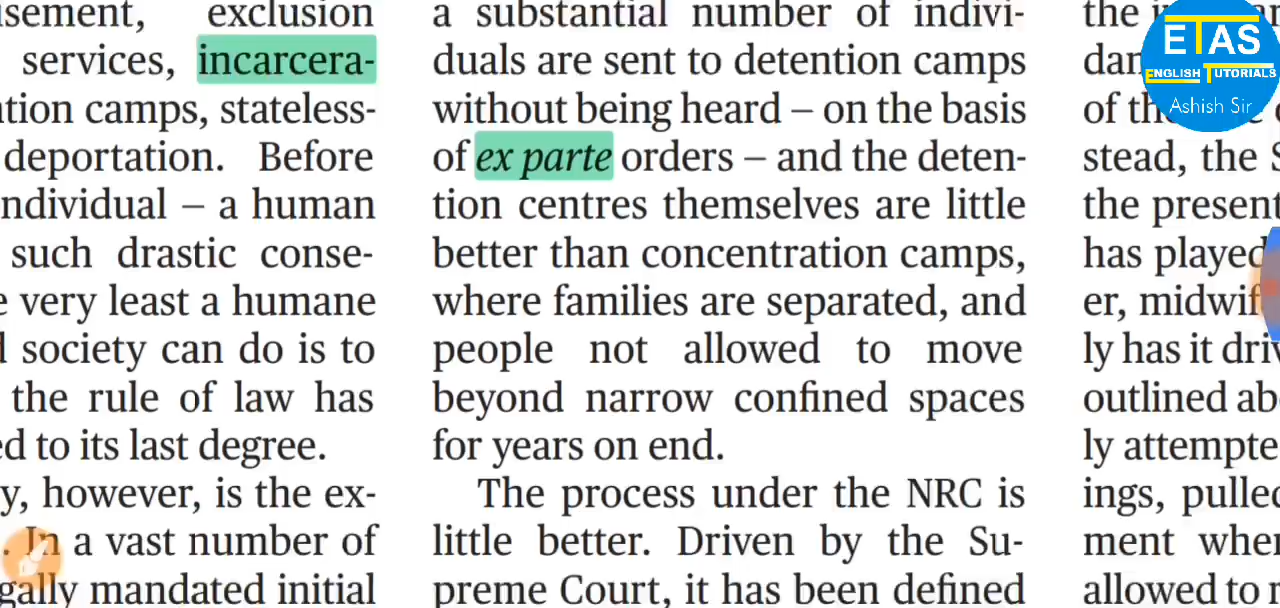 isement, exclusion
services, incarcera-
tion camps, stateless-
deportation. Before
ndividual – a human
such drastic conse-
e very least a humane
d society can do is to
the rule of law has
ed to its last degree.
y, however, is the ex-
. In a vast number of
gally mandated initial
a substantial number of indivi-
duals are sent to detention camps
without being heard – on the basis
of ex parte orders – and the deten-
tion centres themselves are little
better than concentration camps,
where families are separated, and
people not allowed to move
beyond narrow confined spaces
for years on end.
The process under the NRC is
little better. Driven by the Su-
preme Court, it has been defined
the
dan
of th
stead, the S
the present
has played
er, midwif
ly has it driv
outlined ab
ly attempte
ings, pulled
ment when
allowed to r
ETAS
ENGLISH TUTORIALS
Ashish Sir